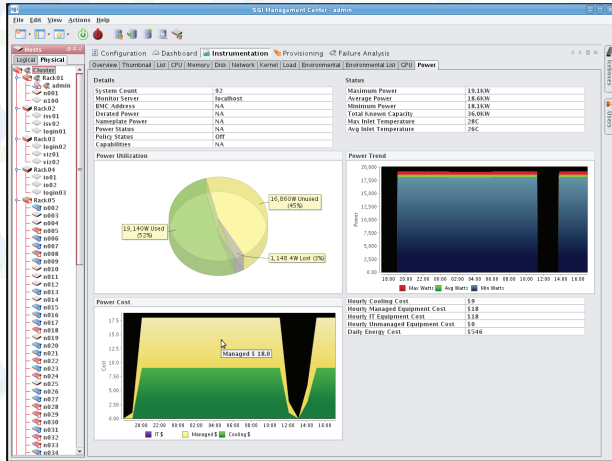 SGI Management Center - admin
File Edit View Actions Help
Hosts
Logical Physical
Cluster
Rack01
admin
n001
n100
Rack02
isv01
isv02
login01
Rack03
login02
viz01
viz02
Rack04
io01
io02
login03
Rack05
n002
n003
n004
n005
n006
n007
n008
n009
n010
n011
n012
n013
n014
n015
n016
n017
n018
n019
n020
n021
n022
n023
n024
n025
n026
n027
n028
n029
n030
n031
n032
n033
n034
Configuration Dashboard Instrumentation Provisioning Failure Analysis
Overview Thumbnail List CPU Memory Disk Network Kernel Load Environmental Environmental List GPU Power
Details
System Count 92
Monitor Server localhost
BMC Address NA
Derated Power NA
Nameplate Power NA
Power Status NA
Policy Status Off
Capabilities NA
Status
Maximum Power 19.1KW
Average Power 18.6KW
Minimum Power 18.1KW
Total Known Capacity 36.0KW
Max Inlet Temperature 28C
Avg Inlet Temperature 26C
Power Utilization
16,860W Unused
(45%)
19,140W Used
(52%)
1,148.4W Lost (3%)
Power Trend
20,000
17,500
15,000
12,500
10,000
7,500
5,000
2,500
0.00
Power
18:00 20:00 22:00 00:00 02:00 04:00 06:00 08:00 10:00 12:00 14:00 16:00
Max Watts Avg Watts Min Watts
Power Cost
17.5
15.0
12.5
10.0
7.50
5.00
2.50
0.00
Cost
Managed $ 18.0
20:00 22:00 00:00 02:00 04:00 06:00 08:00 10:00 12:00 14:00 16:00
IT $ Managed $ Cooling $
Hourly Cooling Cost $9
Hourly Managed Equipment Cost $18
Hourly IT Equipment Cost $18
Hourly Unmanaged Equipment Cost $0
Daily Energy Cost $546
Iceboxes
Users